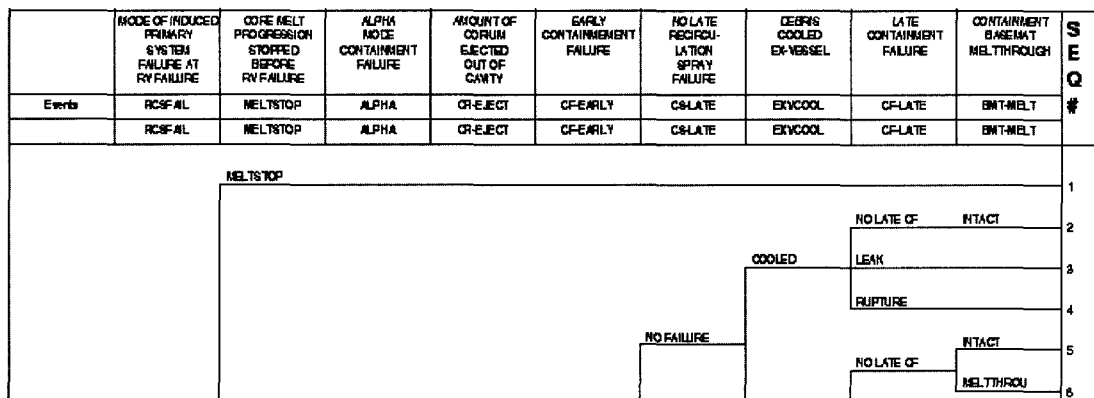 MODE OF INDUCED PRIMARY SYSTEM FAILURE AT RV FAILURE
CORE MELT PROGRESSION STOPPED BEFORE RV FAILURE
ALPHA MODE CONTAINMENT FAILURE
AMOUNT OF CORIUM EJECTED OUT OF CAVITY
EARLY CONTAINMEMENT FAILURE
NO LATE RECIRCU- LATION SPRAY FAILURE
DEBRIS COOLED EX-VESSEL
LATE CONTAINMENT FAILURE
CONTAINMENT BASEMAT MELTTHROUGH
SEQ#
Events RCSFAIL MELTSTOP ALPHA CR-EJECT CF-EARLY CS-LATE EXVCOOL CF-LATE BMT-MELT
RCSFAIL MELTSTOP ALPHA CR-EJECT CF-EARLY CS-LATE EXVCOOL CF-LATE BMT-MELT
MELTSTOP 1
NO LATE CF INTACT 2
COOLED LEAK 3
RUPTURE 4
NO FAILURE
INTACT 5
NO LATE CF
MELTTHROU 6